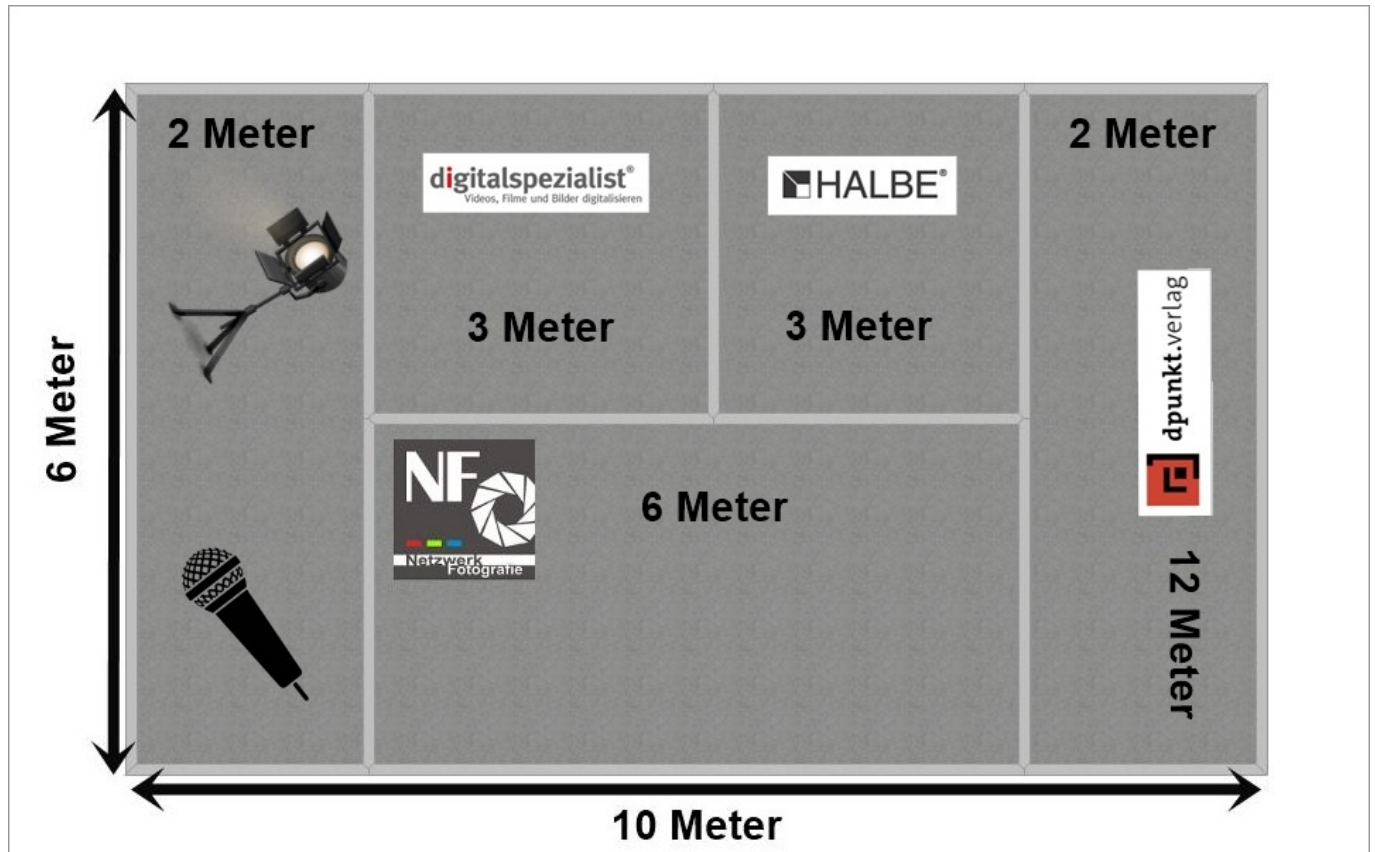 2 Meter
2 Meter
digitalspezialist®
Videos, Filme und Bilder digitalisieren
HALBE®
3 Meter
3 Meter
dpunkt.verlag
6 Meter
NF
Netzwerk
Fotografie
6 Meter
12 Meter
10 Meter